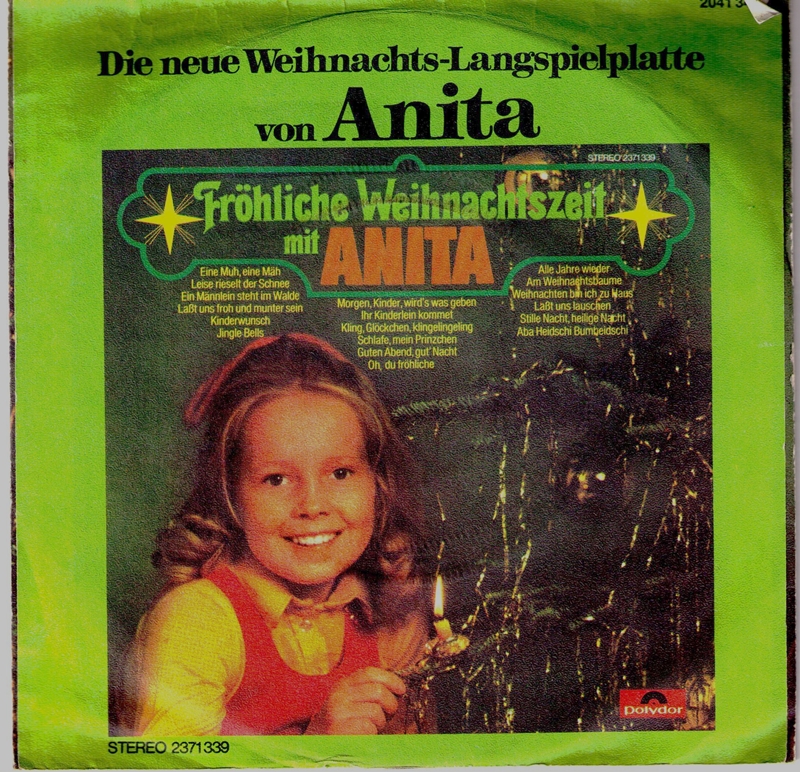 Die neue Weihnachts-Langspielplatte
von Anita
STEREO 2371 339
Fröhliche Weihnachtszeit
mit ANITA
Eine Muh, eine Mäh
Leise rieselt der Schnee
Ein Männlein steht im Walde
Laßt uns froh und munter sein
Kinderwunsch
Jingle Bells
Morgen, Kinder, wird's was geben
Ihr Kinderlein kommet
Kling, Glöckchen, klingelingeling
Schlafe, mein Prinzchen
Guten Abend, gut' Nacht
Oh, du fröhliche
Alle Jahre wieder
Am Weihnachtsbaume
Weihnachten bin ich zu Haus
Laßt uns lauschen
Stille Nacht, heilige Nacht
Aba Heidschi Bumbeidschi
polydor
STEREO 2371 339